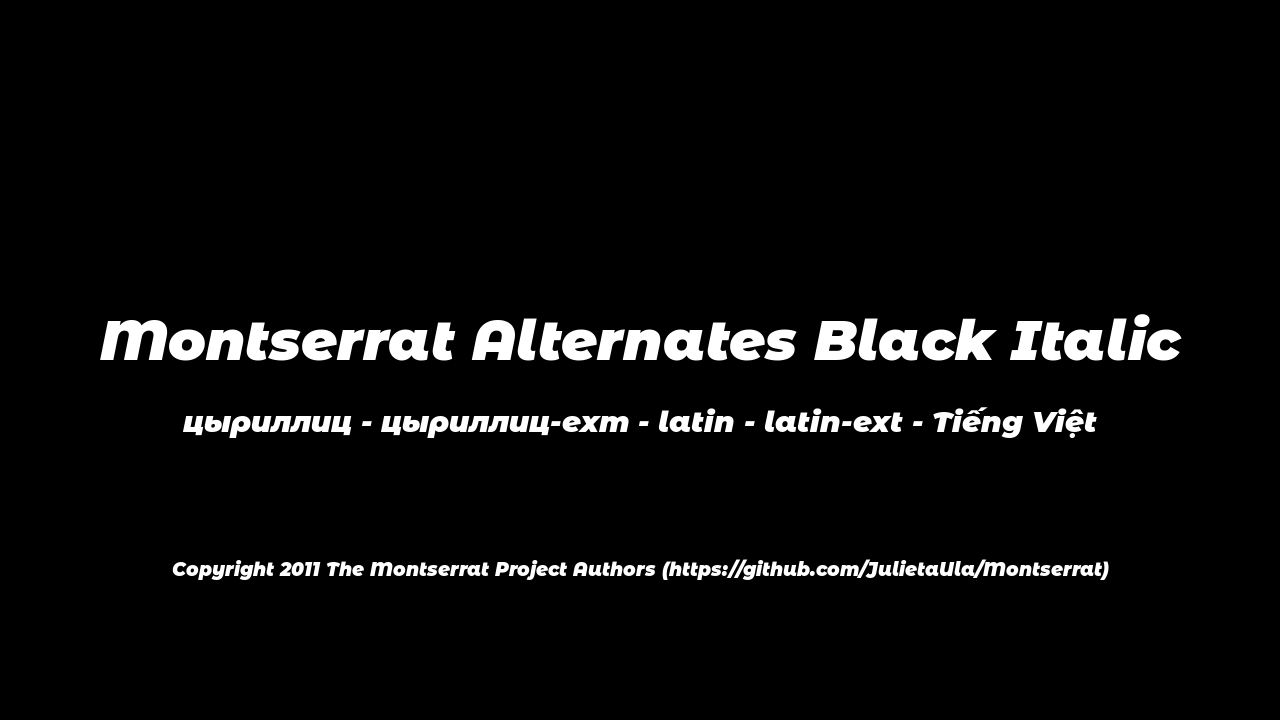 Montserrat Alternates Black Italic
цыриллиц - цыриллиц-ехт - latin - latin-ext - Tiếng Việt
Copyright 2011 The Montserrat Project Authors (https://github.com/JulietaUla/Montserrat)